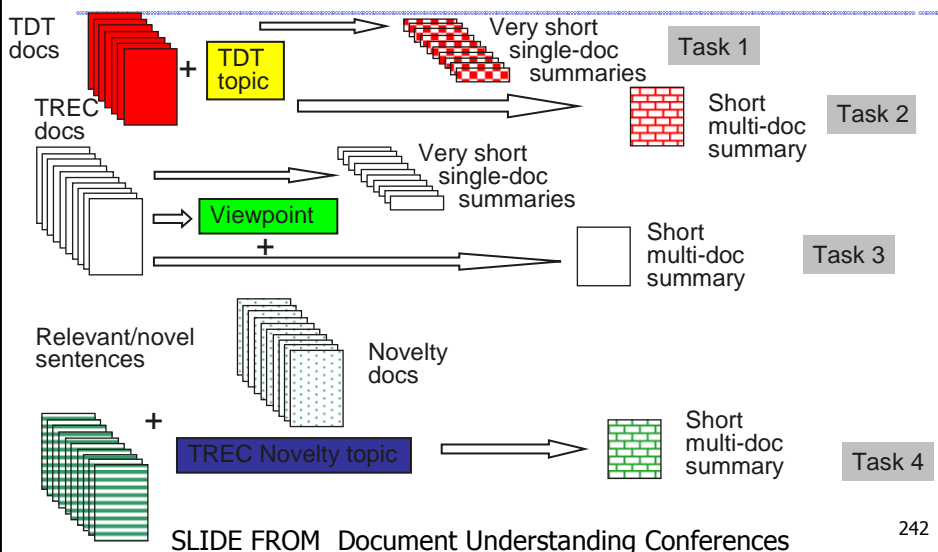 TDT
docs
+
TDT
topic
Very short
single-doc
summaries
Task 1
Short
multi-doc
summary
Task 2
TREC
docs
Very short
single-doc
summaries
Viewpoint
+
Short
multi-doc
summary
Task 3
Relevant/novel
sentences
Novelty
docs
+
TREC Novelty topic
Short
multi-doc
summary
Task 4
SLIDE FROM Document Understanding Conferences
242